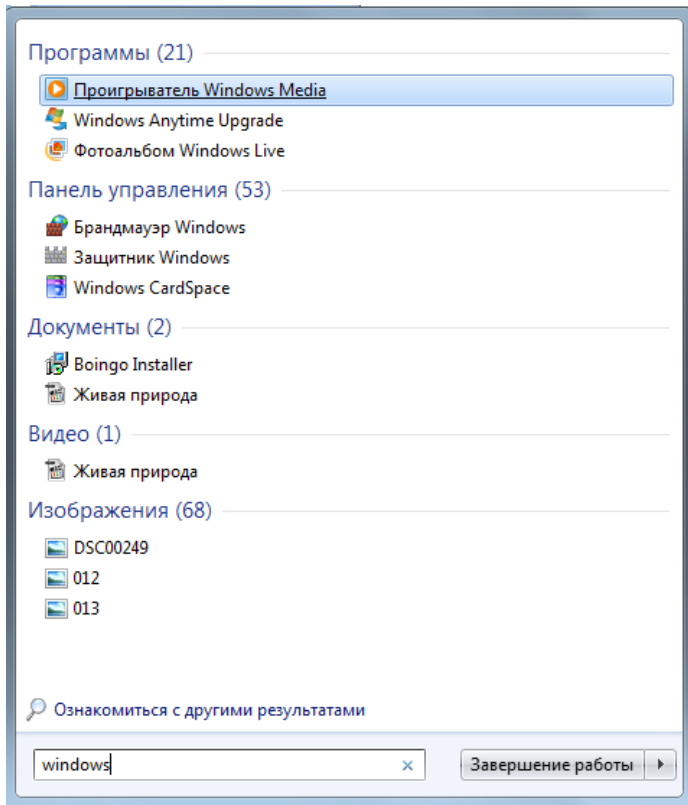 Программы (21)
Проигрыватель Windows Media
Windows Anytime Upgrade
Фотоальбом Windows Live
Панель управления (53)
Брандмауэр Windows
Защитник Windows
Windows CardSpace
Документы (2)
Boingo Installer
Живая природа
Видео (1)
Живая природа
Изображения (68)
DSC00249
012
013
Ознакомиться с другими результатами
windows
Завершение работы